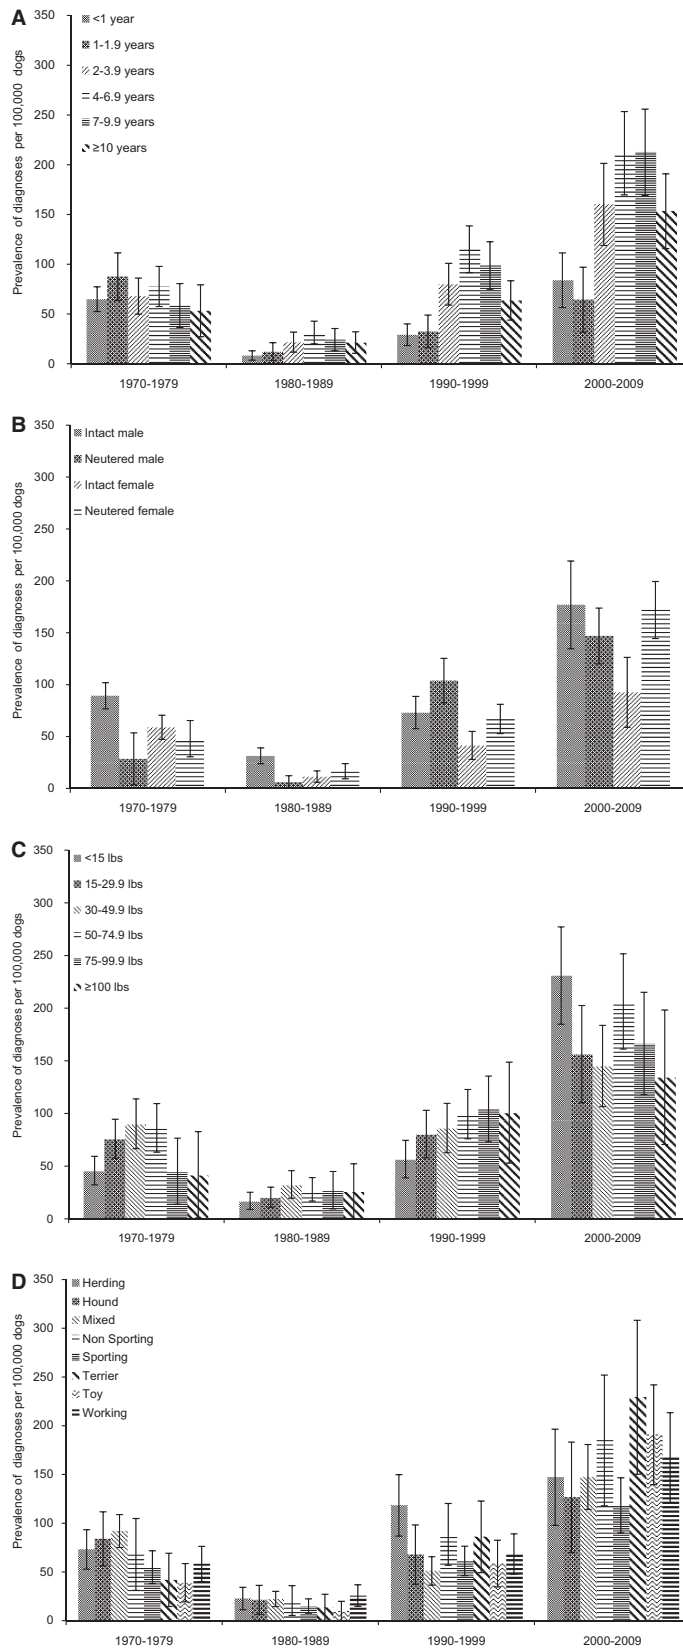 A
Prevalence of diagnoses per 100,000 dogs
350
300
250
200
150
100
50
0
<1 year
1-1.9 years
2-3.9 years
4-6.9 years
7-9.9 years
≥10 years
1970-1979 1980-1989 1990-1999 2000-2009
B
Prevalence of diagnoses per 100,000 dogs
350
300
250
200
150
100
50
0
Intact male
Neutered male
Intact female
Neutered female
1970-1979 1980-1989 1990-1999 2000-2009
C
Prevalence of diagnoses per 100,000 dogs
350
300
250
200
150
100
50
0
<15 lbs
15-29.9 lbs
30-49.9 lbs
50-74.9 lbs
75-99.9 lbs
≥100 lbs
1970-1979 1980-1989 1990-1999 2000-2009
D
Prevalence of diagnoses per 100,000 dogs
350
300
250
200
150
100
50
0
Herding
Hound
Mixed
Non Sporting
Sporting
Terrier
Toy
Working
1970-1979 1980-1989 1990-1999 2000-2009